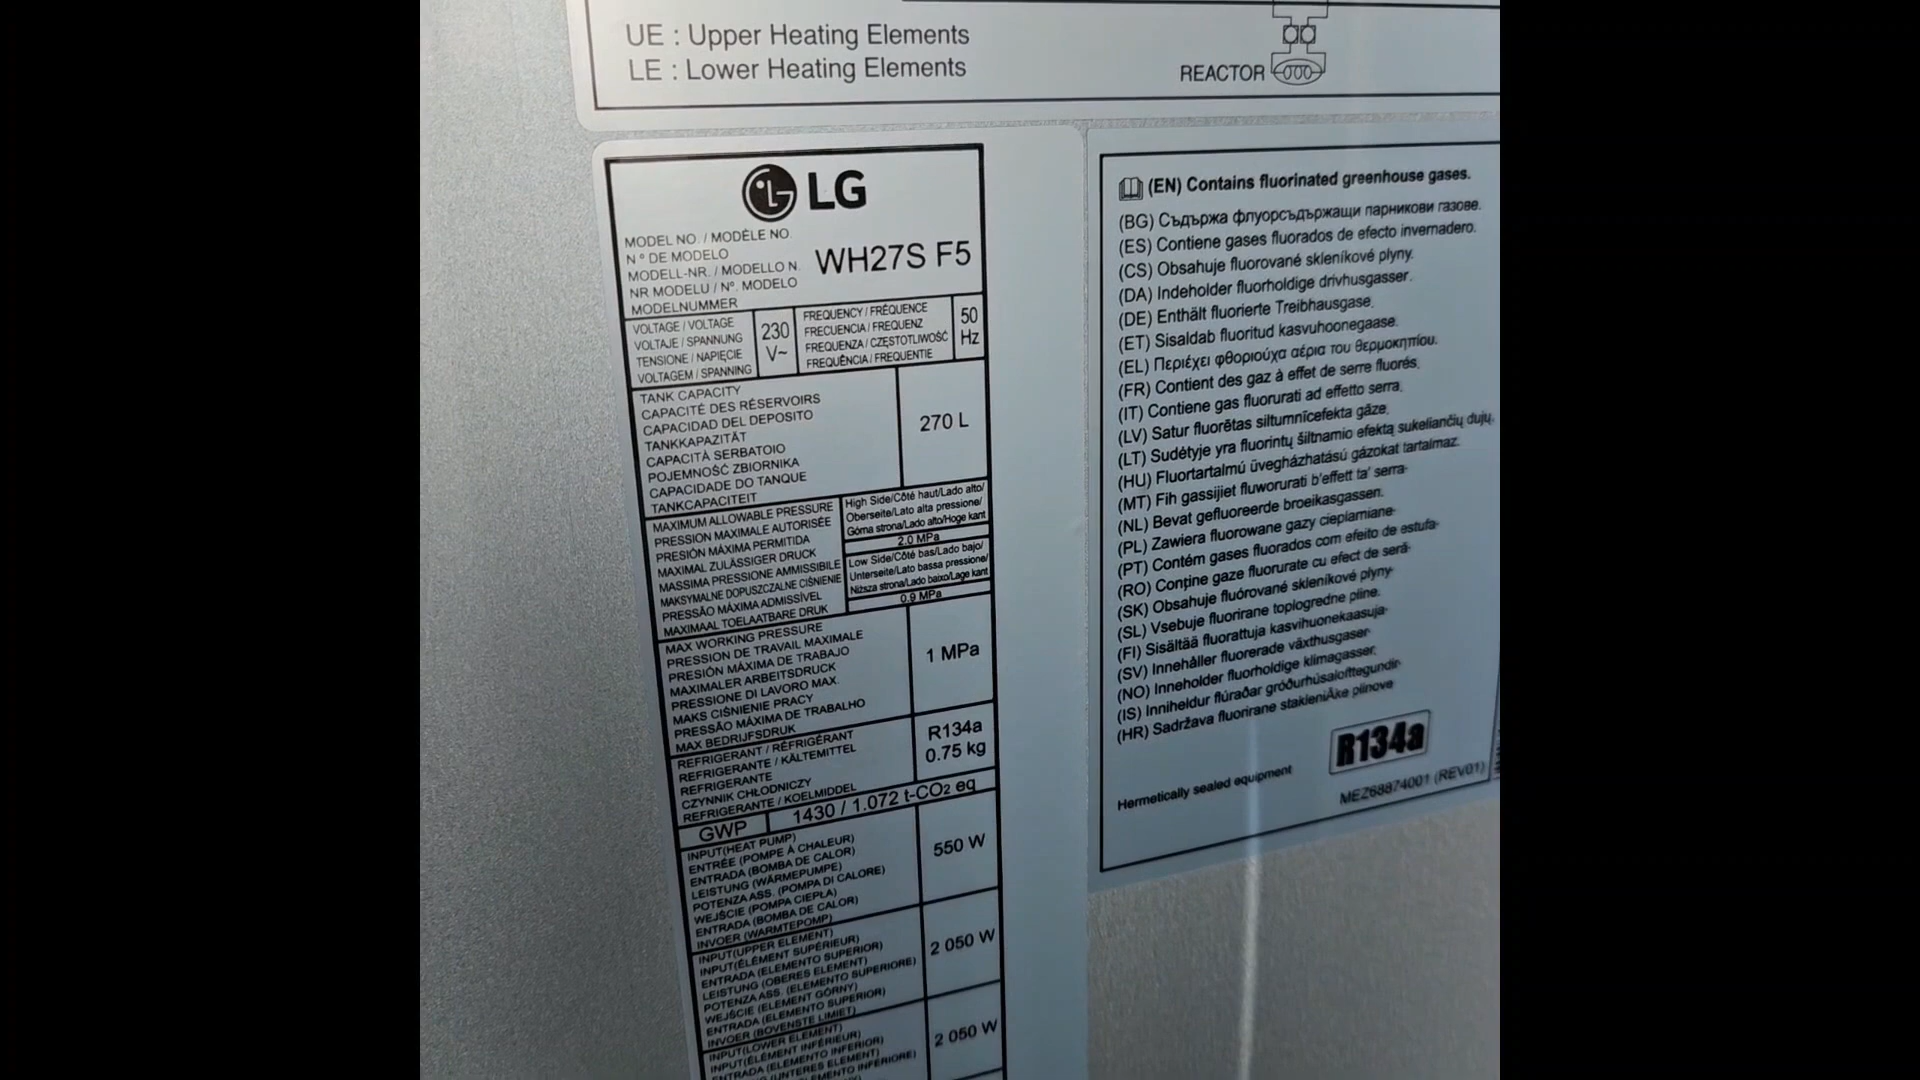 UE : Upper Heating Elements
LE : Lower Heating Elements
REACTOR
LG
MODEL NO. / MODÈLE NO.
N° DE MODELO
MODELL-NR. / MODELLO N.
NR MODELU / N°. MODELO
MODELNUMMER
WH27S F5
VOLTAGE / VOLTAGE
VOLTAJE / SPANNUNG
TENSIONE / NAPIĘCIE
VOLTAGEM / SPANNING
230
V~
FREQUENCY / FRÉQUENCE
FRECUENCIA / FREQUENZ
FREQUENZA / CZĘSTOTLIWOŚĆ
FREQUÊNCIA / FREQUENTIE
50
Hz
TANK CAPACITY
CAPACITÉ DES RÉSERVOIRS
CAPACIDAD DEL DEPOSITO
TANKKAPAZITÄT
CAPACITÀ SERBATOIO
POJEMNOŚĆ ZBIORNIKA
CAPACIDADE DO TANQUE
TANKCAPACITEIT
270 L
MAXIMUM ALLOWABLE PRESSURE
PRESSION MAXIMALE AUTORISÉE
PRESIÓN MÁXIMA PERMITIDA
MAXIMAL ZULÄSSIGER DRUCK
MASSIMA PRESSIONE AMMISSIBILE
MAKSYMALNE DOPUSZCZALNE CIŚNIENIE
PRESSÃO MÁXIMA ADMISSÍVEL
MAXIMAAL TOELAATBARE DRUK
High Side/Côté haut/Lado alto/
Oberseite/Lato alta pressione/
Górna strona/Lado alto/Hoge kant
2.0 MPa
Low Side/Côté bas/Lado bajo/
Unterseite/Lato bassa pressione/
Niższa strona/Lado baixo/Lage kant
0.9 MPa
MAX WORKING PRESSURE
PRESSION DE TRAVAIL MAXIMALE
PRESIÓN MÁXIMA DE TRABAJO
MAXIMALER ARBEITSDRUCK
PRESSIONE DI LAVORO MAX.
MAKS CIŚNIENIE PRACY
PRESSÃO MÁXIMA DE TRABALHO
MAX BEDRIJFSDRUK
1 MPa
REFRIGERANT / RÉFRIGÉRANT
REFRIGERANTE / KÄLTEMITTEL
REFRIGERANTE
CZYNNIK CHŁODNICZY
REFRIGERANTE / KOELMIDDEL
R134a
0.75 kg
GWP
1430 / 1.072 t-CO2 eq
INPUT(HEAT PUMP)
ENTRÉE (POMPE À CHALEUR)
ENTRADA (BOMBA DE CALOR)
LEISTUNG (WÄRMEPUMPE)
POTENZA ASS. (POMPA DI CALORE)
WEJŚCIE (POMPA CIEPŁA)
ENTRADA (BOMBA DE CALOR)
INVOER (WARMTEPOMP)
550 W
INPUT(UPPER ELEMENT)
INPUT(ÉLÉMENT SUPÉRIEUR)
ENTRADA (ELEMENTO SUPERIOR)
LEISTUNG (OBERES ELEMENT)
POTENZA ASS. (ELEMENTO SUPERIORE)
WEJŚCIE (ELEMENT GÓRNY)
ENTRADA (ELEMENTO SUPERIOR)
INVOER (BOVENSTE LIMIET)
2 050 W
INPUT(LOWER ELEMENT)
INPUT(ÉLÉMENT INFÉRIEUR)
ENTRADA (ELEMENTO INFERIOR)
(UNTERES ELEMENT)
2 050 W
(EN) Contains fluorinated greenhouse gases.
(BG) Съдържа флуорсъдържащи парникови газове.
(ES) Contiene gases fluorados de efecto invernadero.
(CS) Obsahuje fluorované skleníkové plyny.
(DA) Indeholder fluorholdige drivhusgasser.
(DE) Enthält fluorierte Treibhausgase.
(ET) Sisaldab fluoritud kasvuhoonegaase.
(EL) Περιέχει φθοριούχα αέρια του θερμοκηπίου.
(FR) Contient des gaz à effet de serre fluorés.
(IT) Contiene gas fluorurati ad effetto serra.
(LV) Satur fluorētas siltumnīcefekta gāze.
(LT) Sudėtyje yra fluorintų šiltnamio efektą sukeliančių dujų.
(HU) Fluortartalmú üvegházhatású gázokat tartalmaz.
(MT) Fih gassijiet fluworurati b'effett ta' serra-
(NL) Bevat gefluoreerde broeikasgassen.
(PL) Zawiera fluorowane gazy cieplarniane-
(PT) Contém gases fluorados com efeito de estufa-
(RO) Conține gaze fluorurate cu efect de seră-
(SK) Obsahuje fluórované skleníkové plyny-
(SL) Vsebuje fluorirane toplogredne pline.
(FI) Sisältää fluorattuja kasvihuonekaasuja-
(SV) Innehåller fluorerade växthusgaser-
(NO) Inneholder fluorholdige klimagasser.
(IS) Inniheldur flúraðar gróðurhúsalofttegundir-
(HR) Sadržava fluorirane stakleniÄke plinove
R134a
Hermetically sealed equipment
MEZ68874001 (REV01)